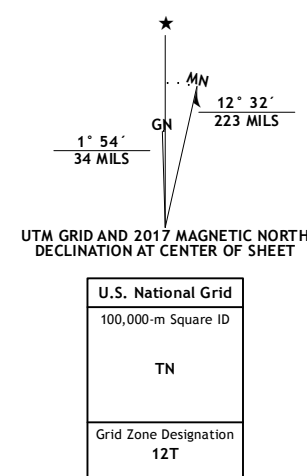 ★
MN
GN
12° 32´
223 MILS
1° 54´
34 MILS
UTM GRID AND 2017 MAGNETIC NORTH
DECLINATION AT CENTER OF SHEET
U.S. National Grid
100,000-m Square ID
TN
Grid Zone Designation
12T